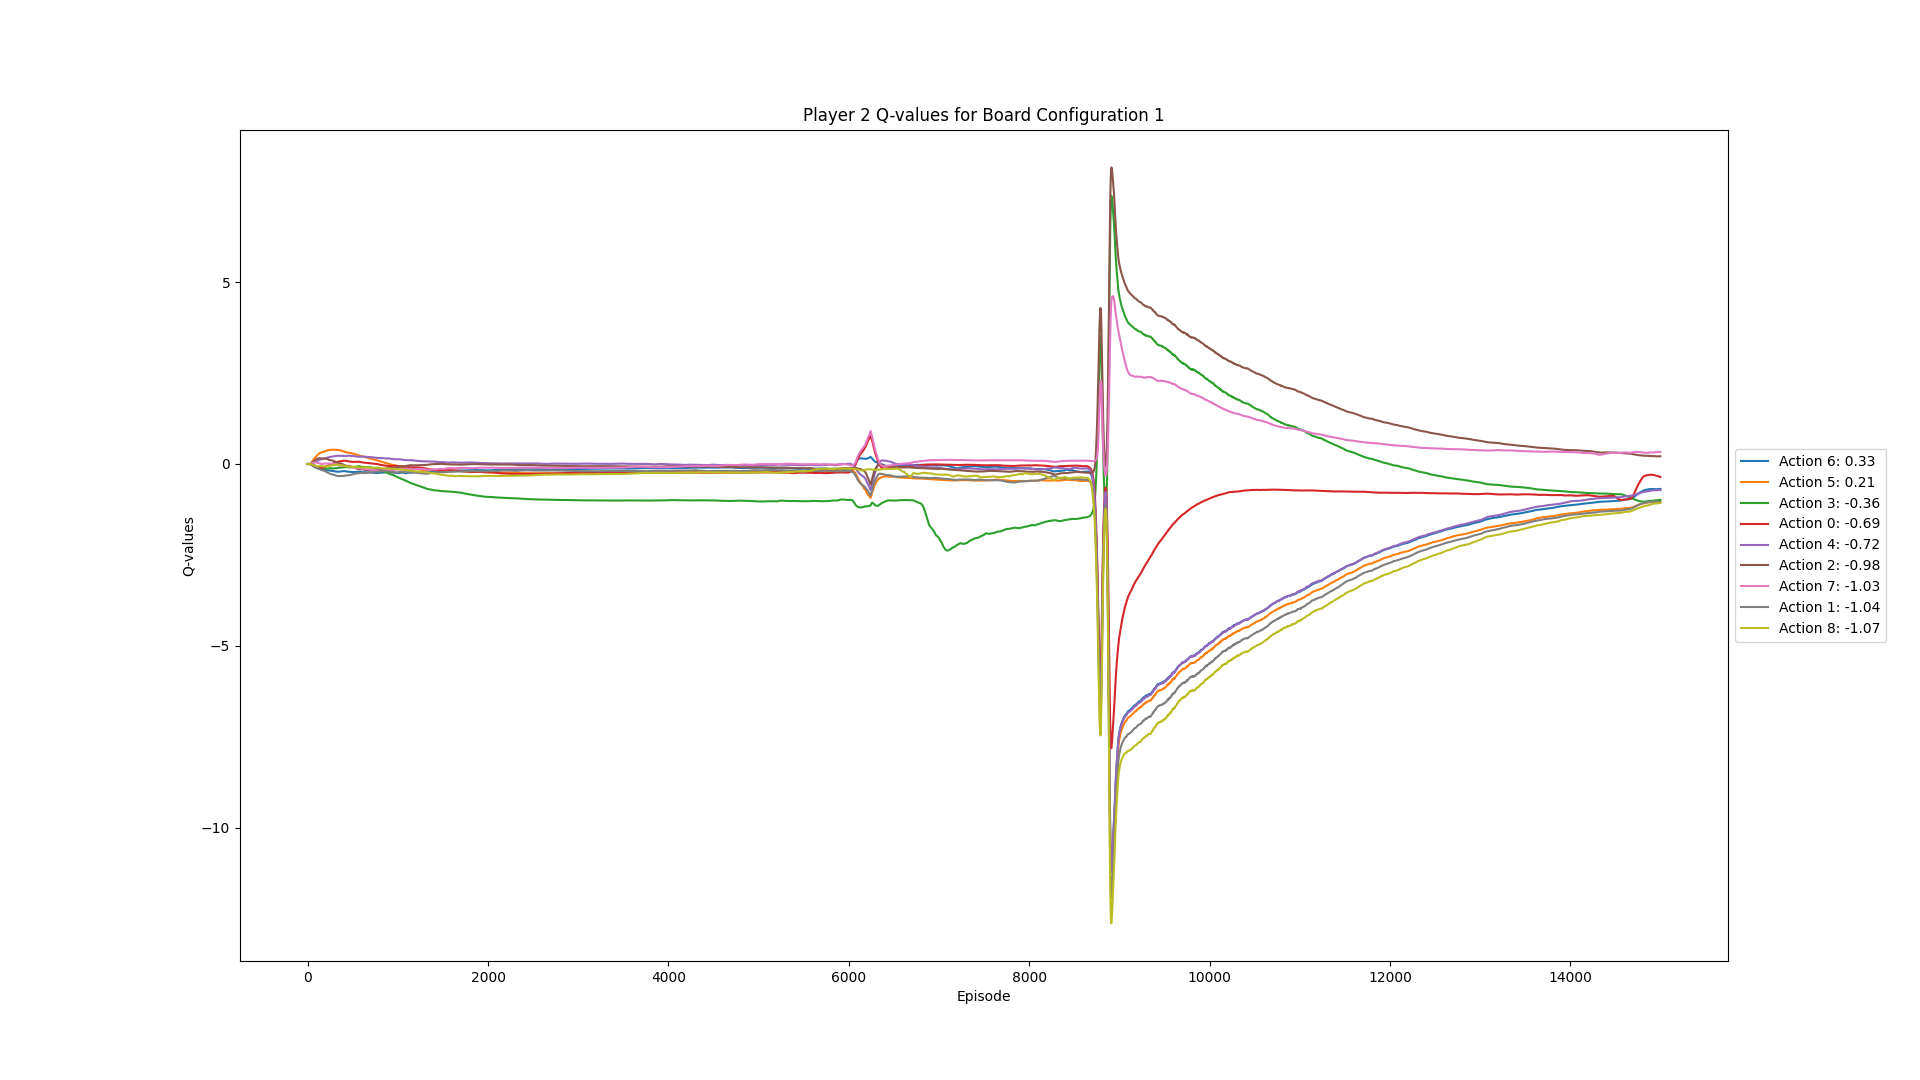 Player 2 Q-values for Board Configuration 1
Q-values
5
0
−5
−10
0 2000 4000 6000 8000 10000 12000 14000
Episode
Action 6: 0.33
Action 5: 0.21
Action 3: -0.36
Action 0: -0.69
Action 4: -0.72
Action 2: -0.98
Action 7: -1.03
Action 1: -1.04
Action 8: -1.07